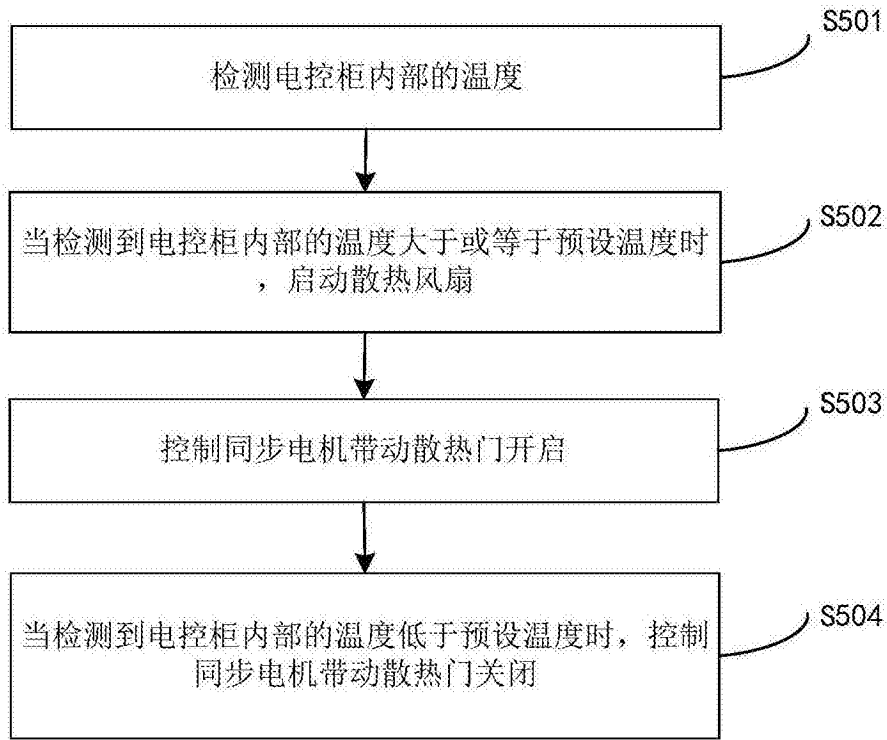 S501
检测电控柜内部的温度
S502
当检测到电控柜内部的温度大于或等于预设温度时
，启动散热风扇
S503
控制同步电机带动散热门开启
S504
当检测到电控柜内部的温度低于预设温度时，控制
同步电机带动散热门关闭